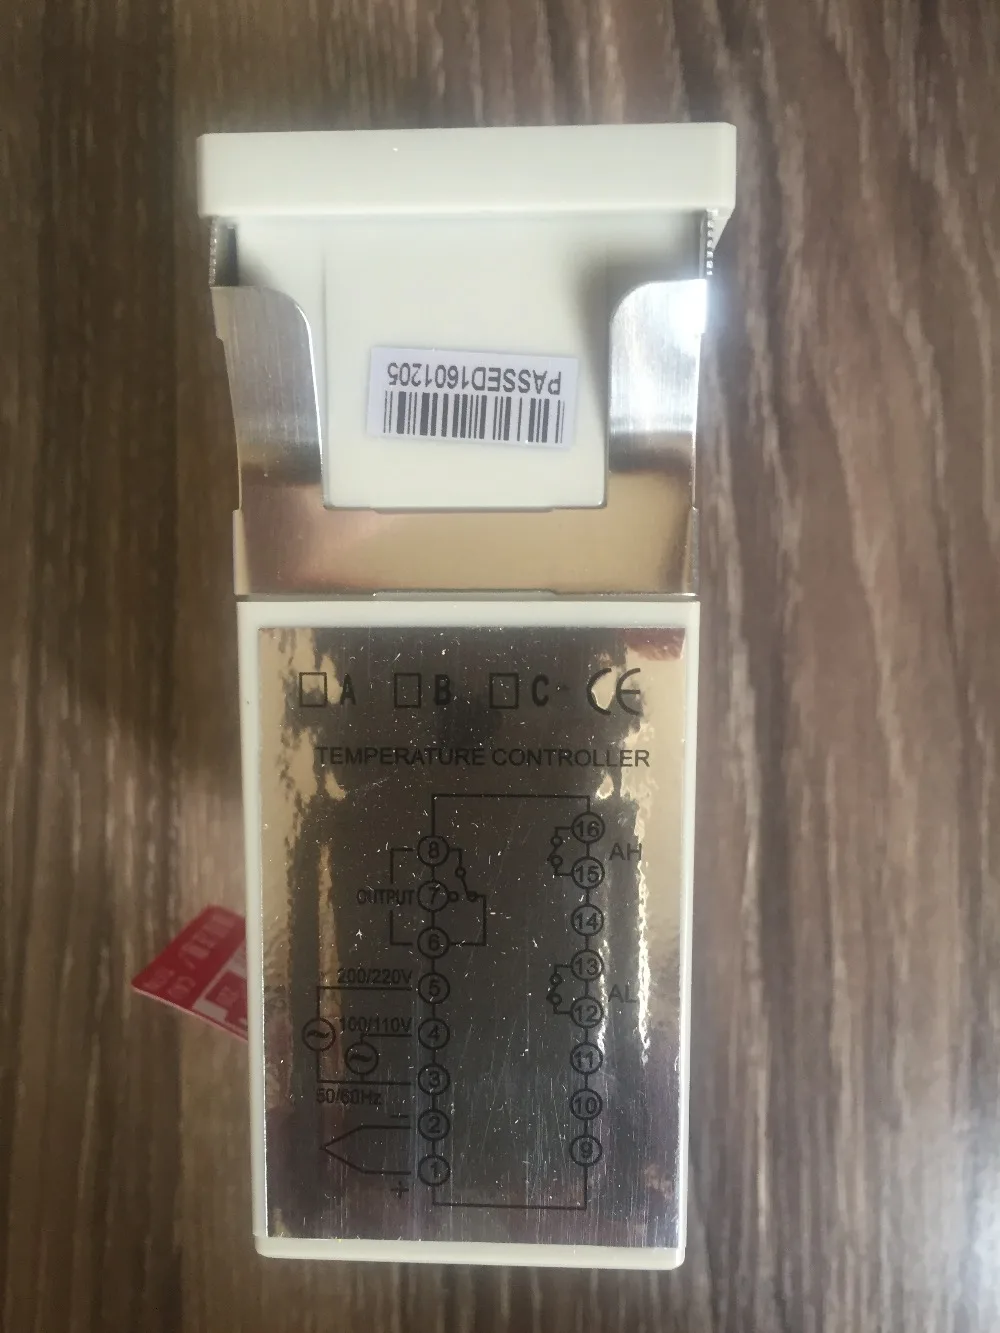 PASSED1601205
A B C CE
TEMPERATURE CONTROLLER
16
8 AH
15
OUTPUT 7
14
6
13
200/220V
5 AL
12
100/110V 4
11
3
50/60Hz 10
- 2
9
1
+